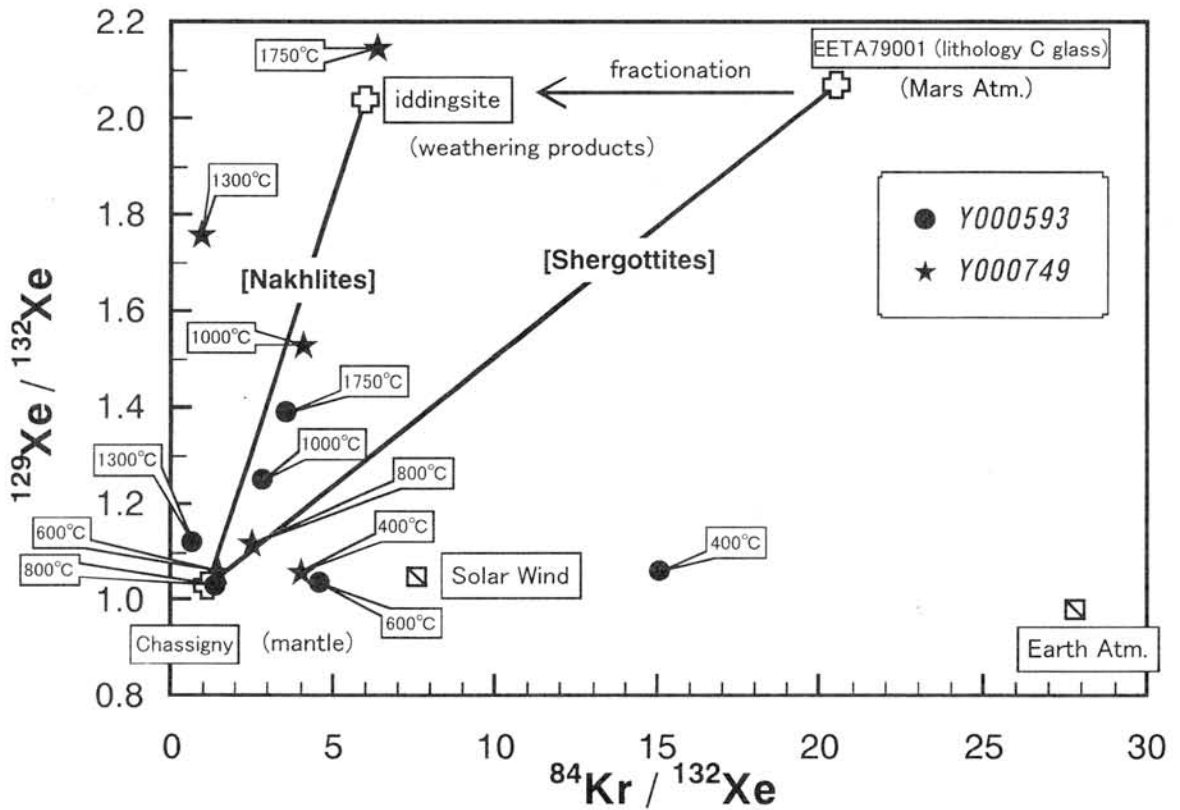 2.2
2.0
1.8
1.6
1.4
1.2
1.0
0.8
129Xe / 132Xe
0
5
10
15
20
25
30
84Kr / 132Xe
1750°C
EETA79001 (lithology C glass)
(Mars Atm.)
fractionation
iddingsite
(weathering products)
1300°C
Y000593
Y000749
[Nakhlites]
[Shergottites]
1000°C
1750°C
1000°C
1300°C
800°C
600°C
400°C
400°C
800°C
Solar Wind
600°C
Chassigny
(mantle)
Earth Atm.